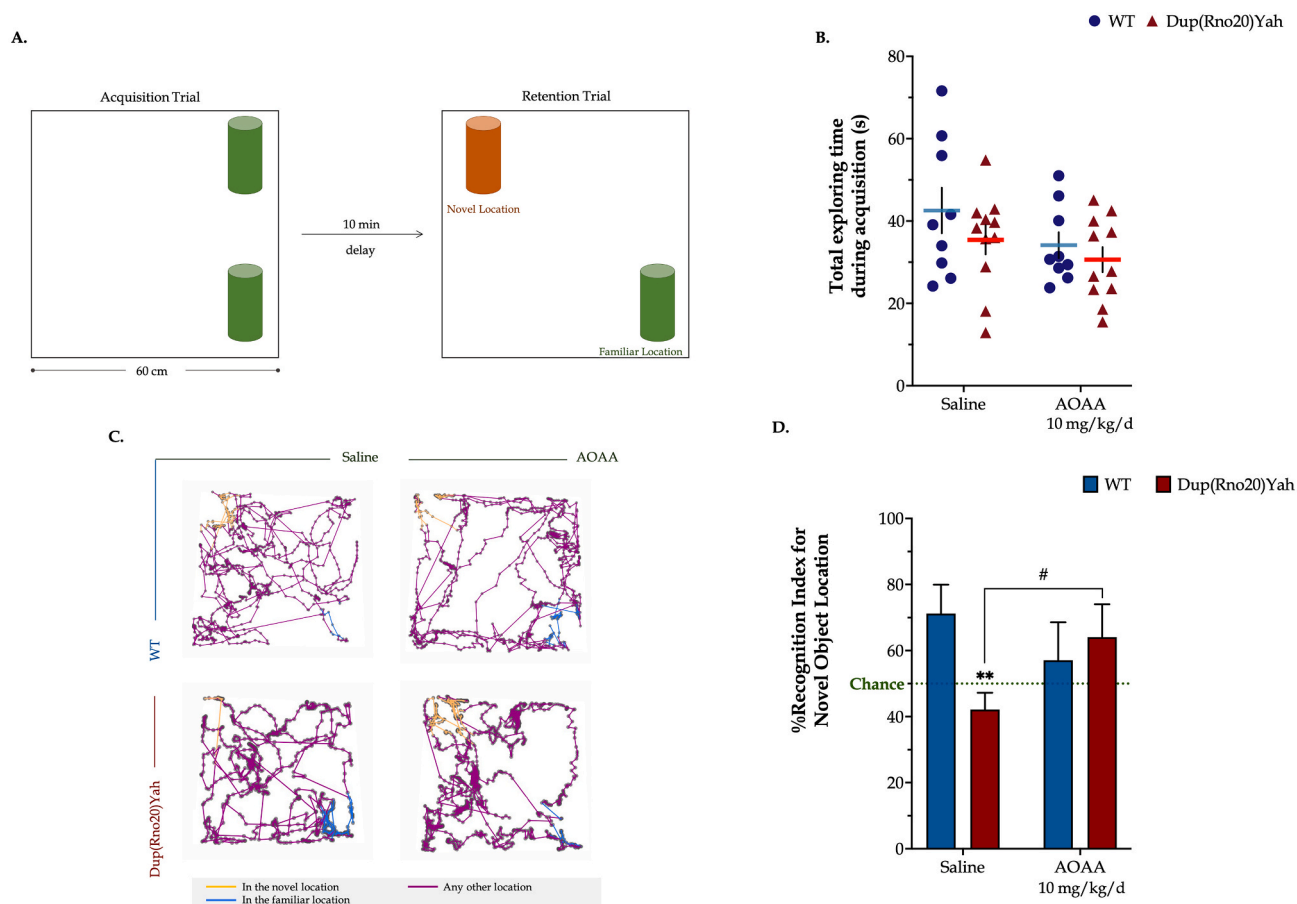 A.
Acquisition Trial
Retention Trial
Novel Location
10 min
delay
Familiar Location
60 cm
B.
WT
Dup(Rno20)Yah
Total exploring time
during acquisition (s)
80
60
40
20
0
Saline
AOAA
10 mg/kg/d
C.
Saline
AOAA
WT
Dup(Rno20)Yah
In the novel location
Any other location
In the familiar location
D.
WT
Dup(Rno20)Yah
%Recognition Index for
Novel Object Location
100
80
60
40
20
0
Chance
**
#
Saline
AOAA
10 mg/kg/d